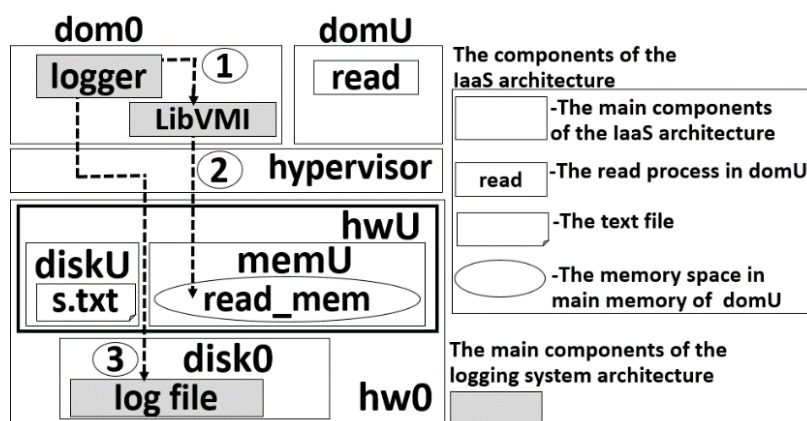 dom0
domU
logger
1
read
LibVMI
2
hypervisor
hwU
diskU
memU
s.txt
read_mem
3
disk0
log file
hw0
The components of the
IaaS architecture
-The main components
of the IaaS architecture
read
-The read process in domU
-The text file
-The memory space in
main memory of domU
The main components of the
logging system architecture